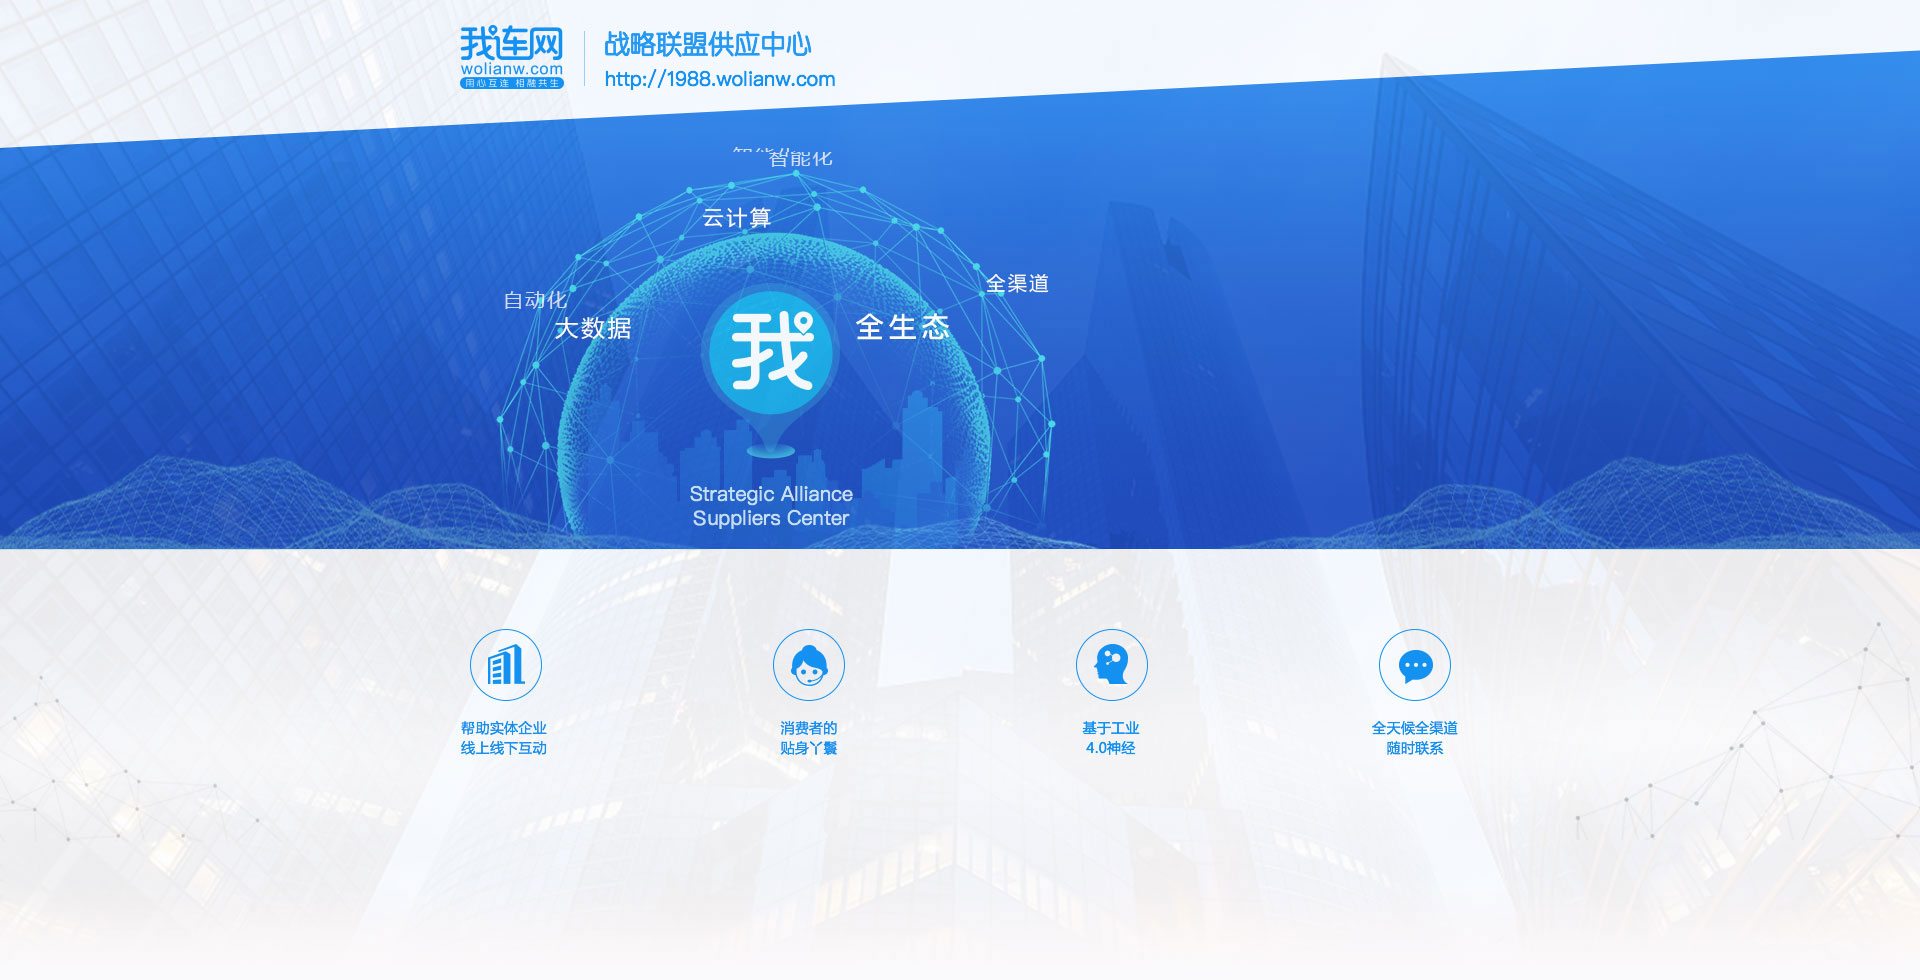 我连网
wolianw.com
用心互连 相融共生
战略联盟供应中心
http://1988.wolianw.com
智能化
云计算
全渠道
自动化
大数据
全生态
我
Strategic Alliance
Suppliers Center
帮助实体企业
线上线下互动
消费者的
贴身丫鬟
基于工业
4.0神经
全天候全渠道
随时联系